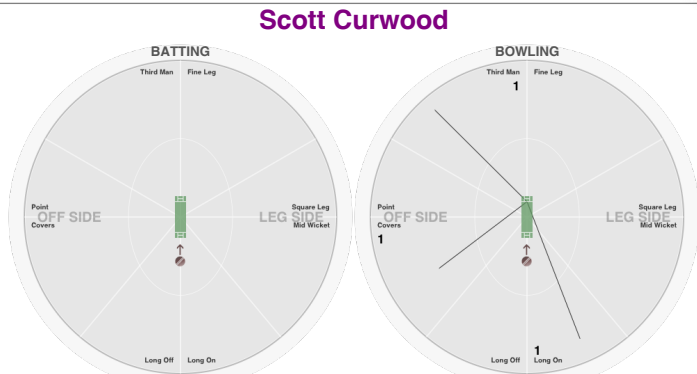 Scott Curwood
BATTING
Third Man
Fine Leg
Point
OFF SIDE
Covers
Square Leg
LEG SIDE
Mid Wicket
Long Off
Long On
BOWLING
Third Man
Fine Leg
1
Point
OFF SIDE
Covers
1
Square Leg
LEG SIDE
Mid Wicket
1
Long Off
Long On